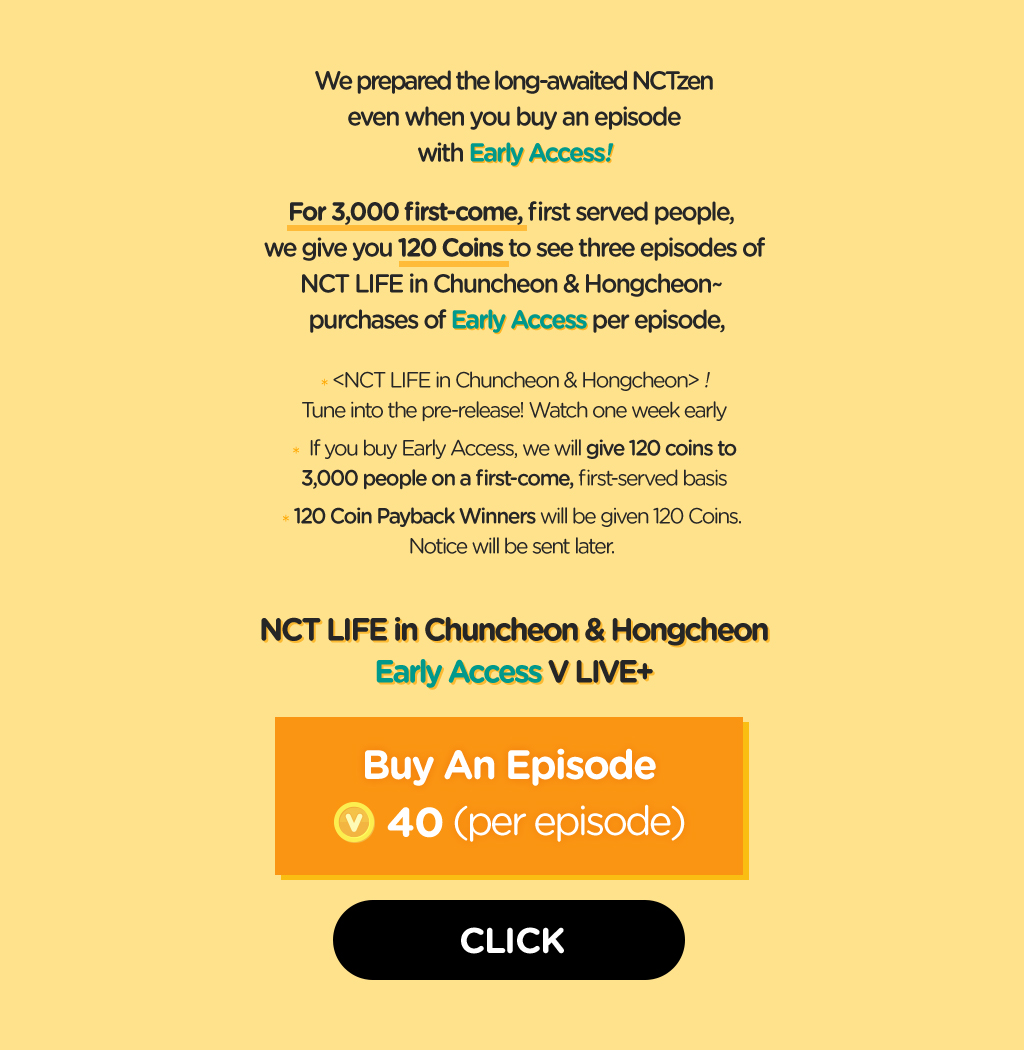 We prepared the long-awaited NCTzen
even when you buy an episode
with Early Access!
For 3,000 first-come, first served people,
we give you 120 Coins to see three episodes of
NCT LIFE in Chuncheon & Hongcheon~
purchases of Early Access per episode,
* <NCT LIFE in Chuncheon & Hongcheon> !
Tune into the pre-release! Watch one week early
* If you buy Early Access, we will give 120 coins to
3,000 people on a first-come, first-served basis
* 120 Coin Payback Winners will be given 120 Coins.
Notice will be sent later.
NCT LIFE in Chuncheon & Hongcheon
Early Access V LIVE+
Buy An Episode
V 40 (per episode)
CLICK